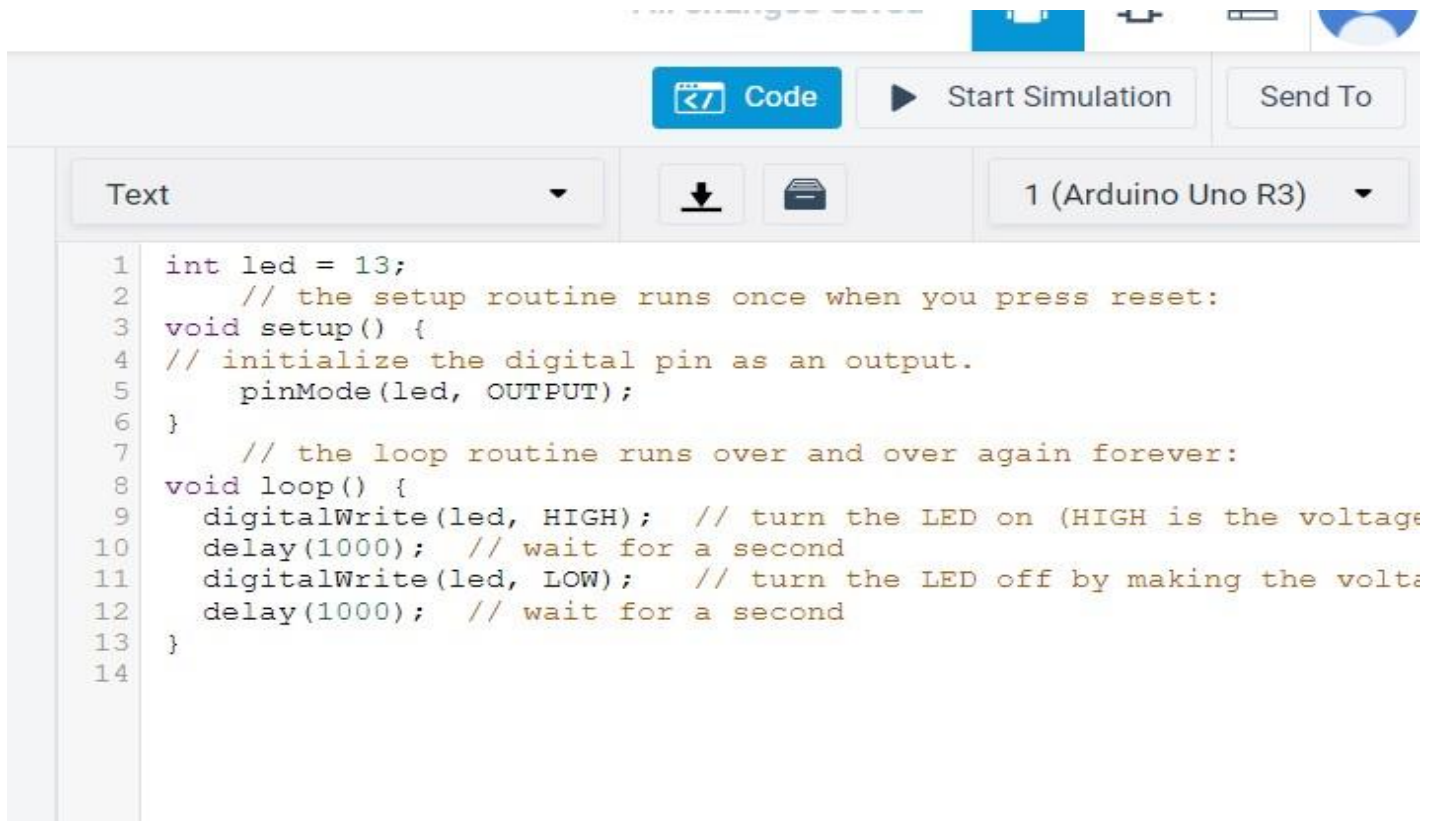 Code
Start Simulation
Send To
Text
1 (Arduino Uno R3)
1 int led = 13;
2 // the setup routine runs once when you press reset:
3 void setup() {
4 // initialize the digital pin as an output.
5 pinMode(led, OUTPUT);
6 }
7 // the loop routine runs over and over again forever:
8 void loop() {
9 digitalWrite(led, HIGH); // turn the LED on (HIGH is the voltage
10 delay(1000); // wait for a second
11 digitalWrite(led, LOW); // turn the LED off by making the volta
12 delay(1000); // wait for a second
13 }
14